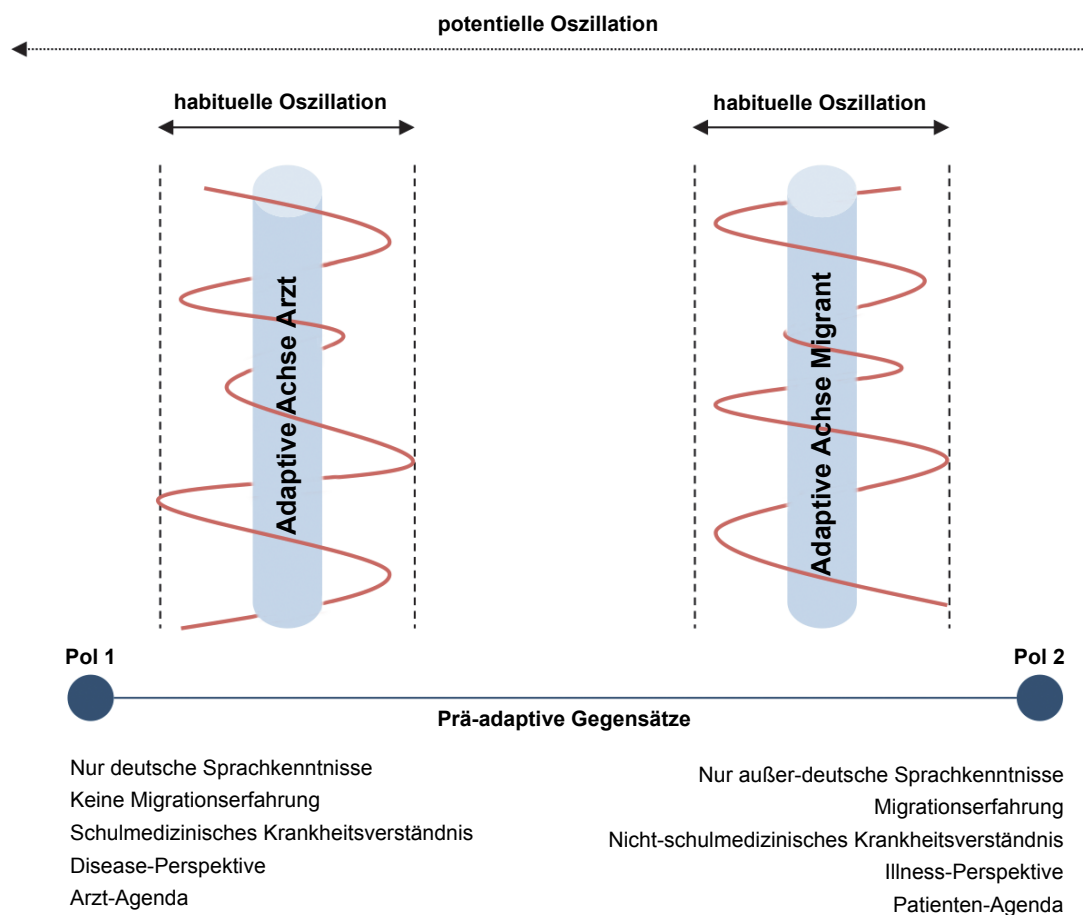 potentielle Oszillation
habituelle Oszillation
habituelle Oszillation
Adaptive Achse Arzt
Adaptive Achse Migrant
Pol 1
Pol 2
Prä-adaptive Gegensätze
Nur deutsche Sprachkenntnisse
Keine Migrationserfahrung
Schulmedizinisches Krankheitsverständnis
Disease-Perspektive
Arzt-Agenda
Nur außer-deutsche Sprachkenntnisse
Migrationserfahrung
Nicht-schulmedizinisches Krankheitsverständnis
Illness-Perspektive
Patienten-Agenda